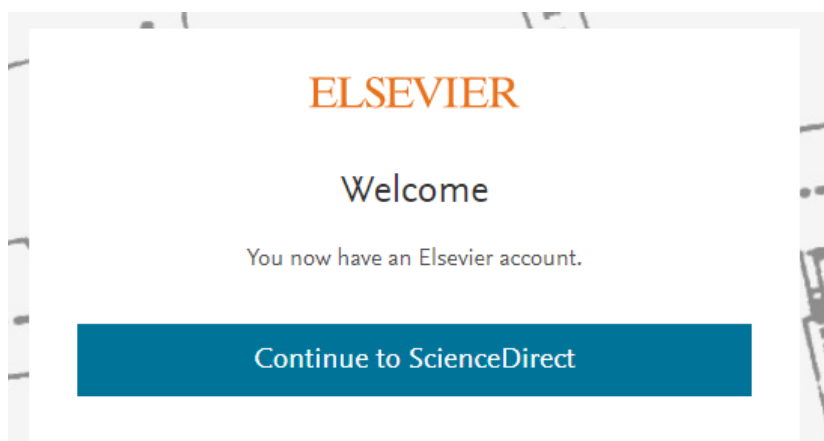 ELSEVIER
Welcome
You now have an Elsevier account.
Continue to ScienceDirect